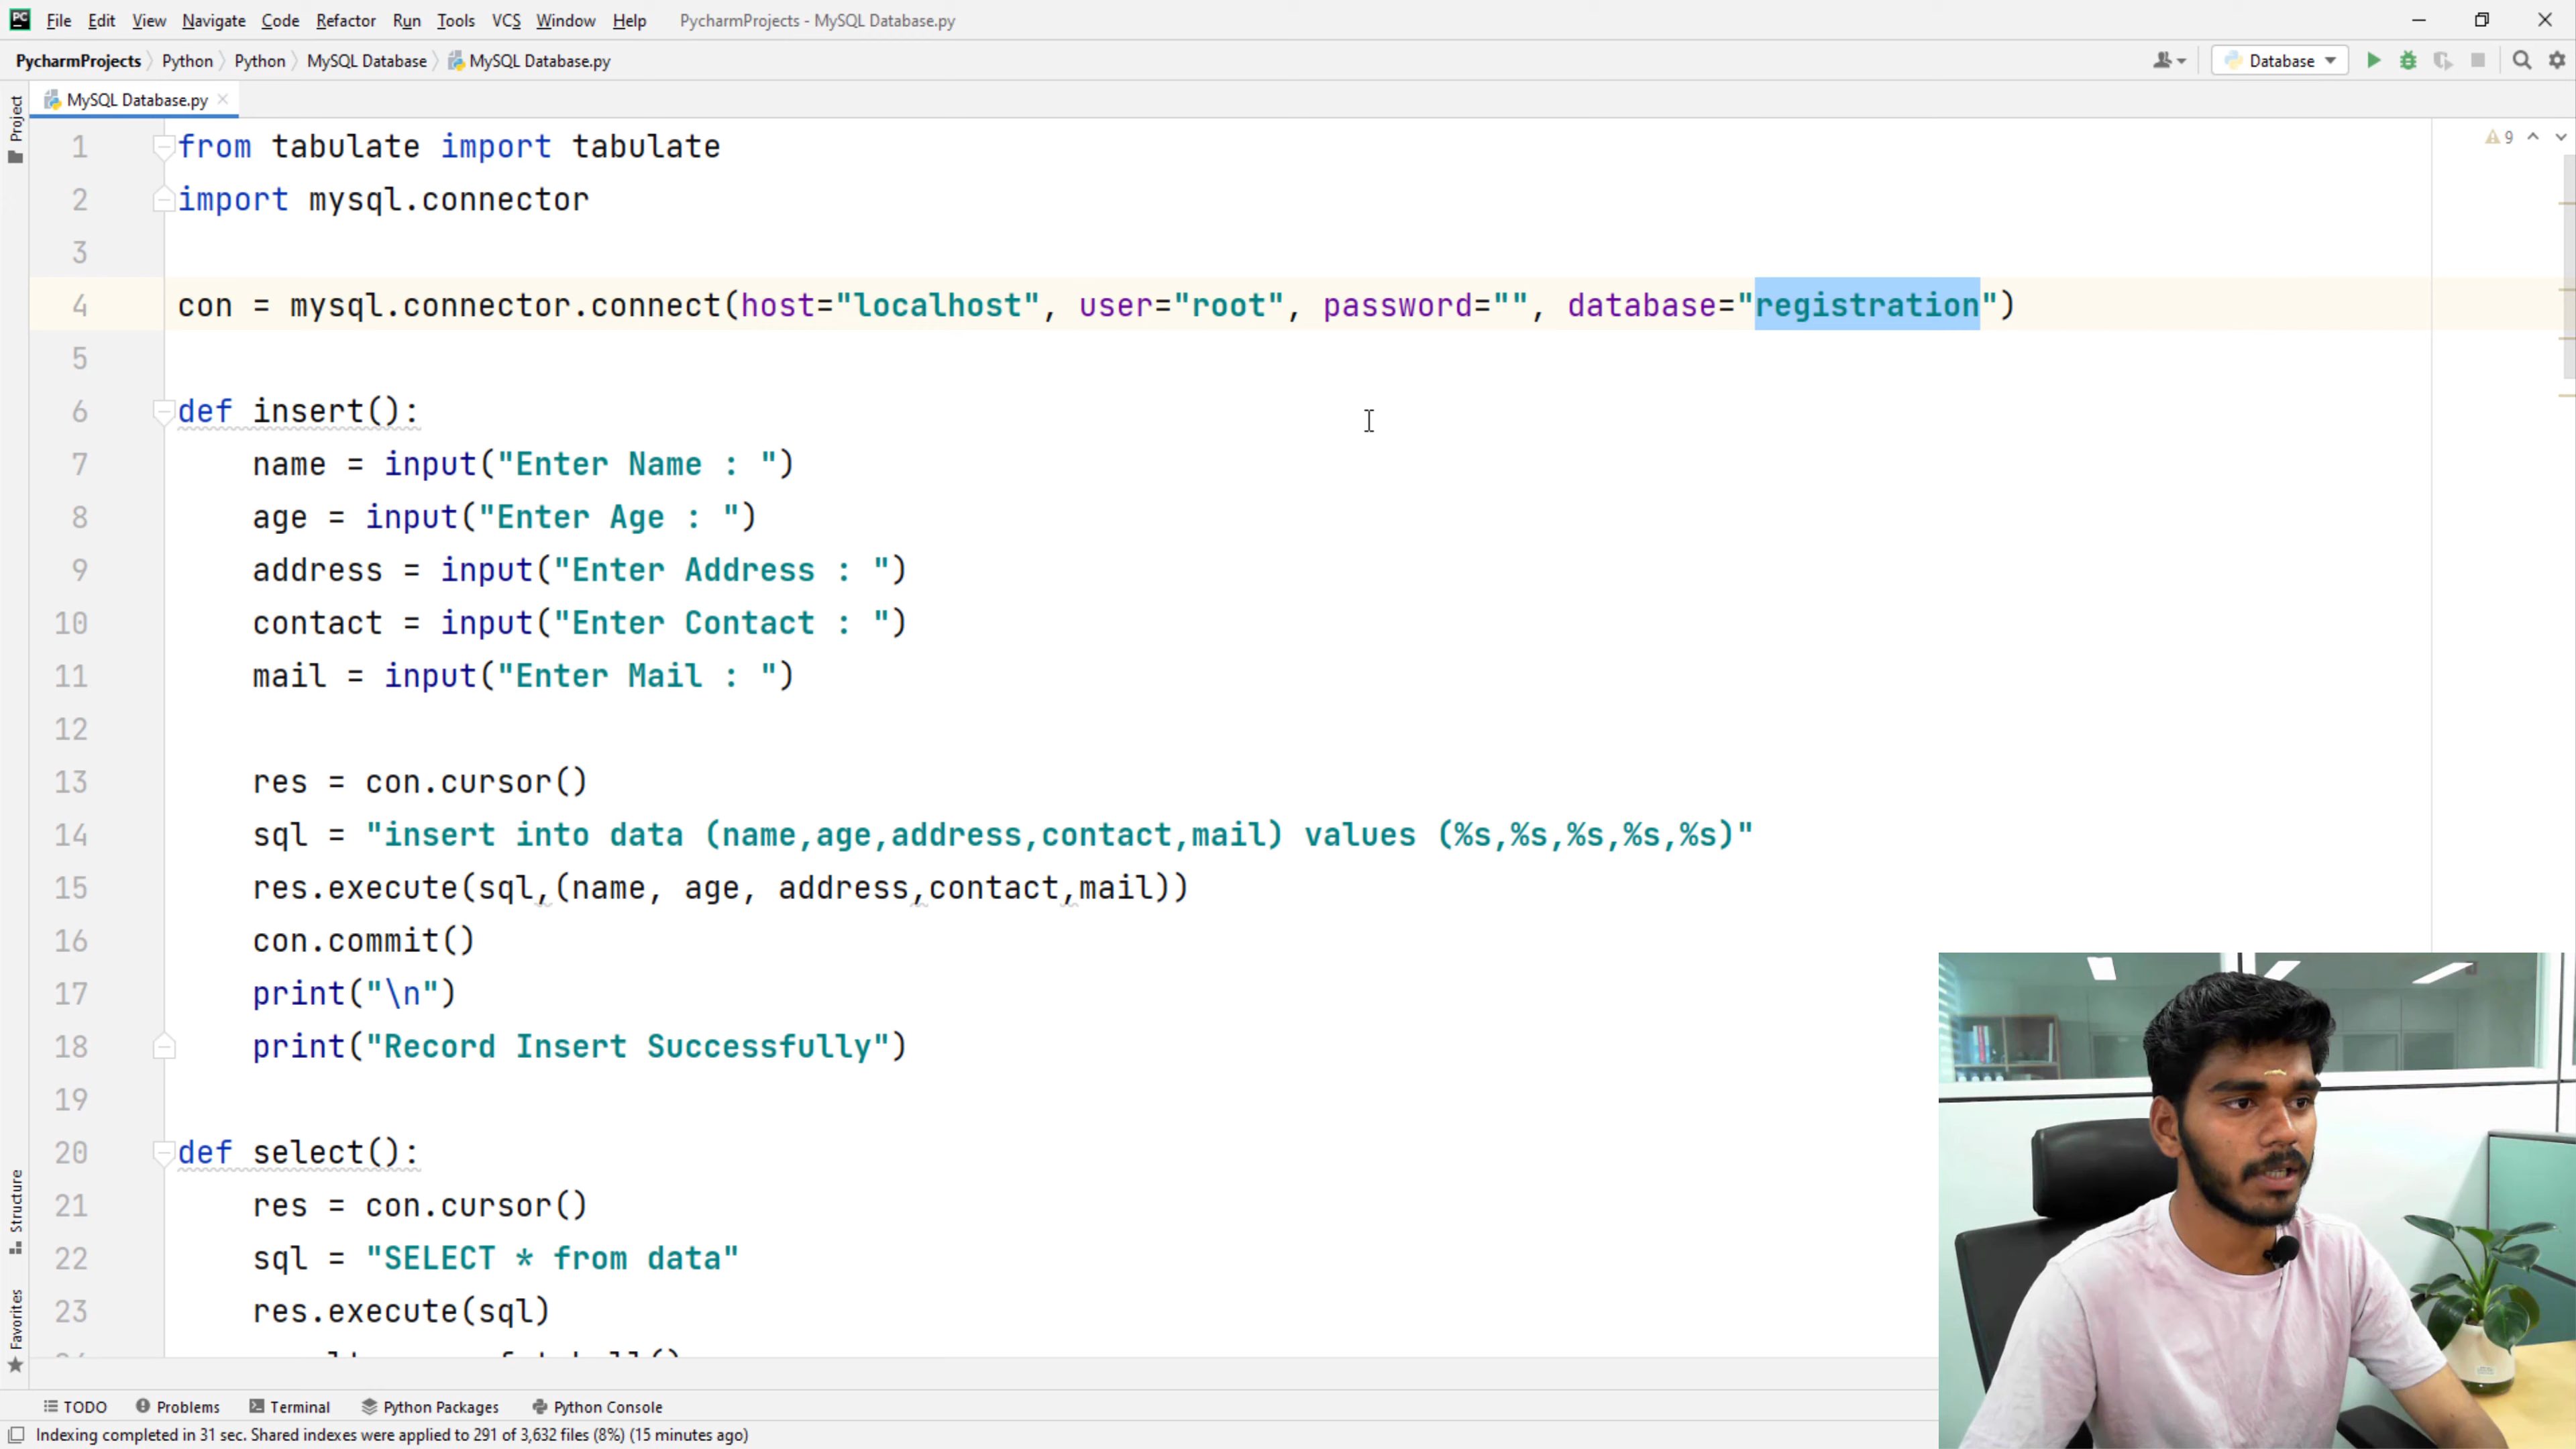 File Edit View Navigate Code Refactor Run Tools VCS Window Help PycharmProjects - MySQL Database.py
PycharmProjects Python Python MySQL Database MySQL Database.py Database
MySQL Database.py
Project
9
1 from tabulate import tabulate
2 import mysql.connector
3
4 con = mysql.connector.connect(host="localhost", user="root", password="", database="registration")
5
6 def insert():
7 name = input("Enter Name : ")
8 age = input("Enter Age : ")
9 address = input("Enter Address : ")
10 contact = input("Enter Contact : ")
11 mail = input("Enter Mail : ")
12
13 res = con.cursor()
14 sql = "insert into data (name,age,address,contact,mail) values (%s,%s,%s,%s,%s)"
15 res.execute(sql,(name, age, address,contact,mail))
16 con.commit()
17 print("\n")
18 print("Record Insert Successfully")
19
20 def select():
21 res = con.cursor()
22 sql = "SELECT * from data"
23 res.execute(sql)
Structure
Favorites
TODO Problems Terminal Python Packages Python Console
Indexing completed in 31 sec. Shared indexes were applied to 291 of 3,632 files (8%) (15 minutes ago)